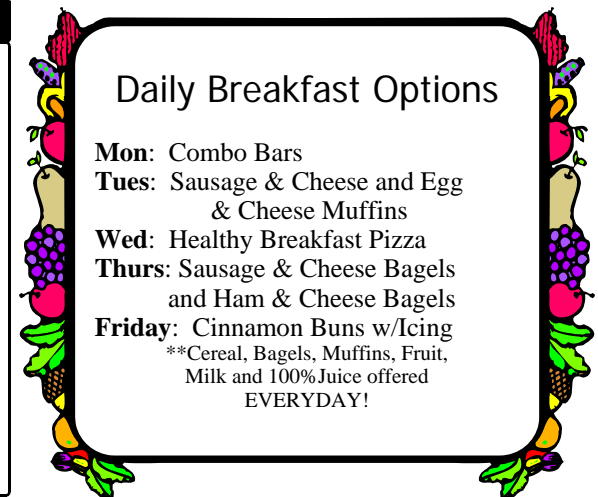 Daily Breakfast Options
Mon: Combo Bars
Tues: Sausage & Cheese and Egg
& Cheese Muffins
Wed: Healthy Breakfast Pizza
Thurs: Sausage & Cheese Bagels
and Ham & Cheese Bagels
Friday: Cinnamon Buns w/Icing
**Cereal, Bagels, Muffins, Fruit,
Milk and 100%Juice offered
EVERYDAY!